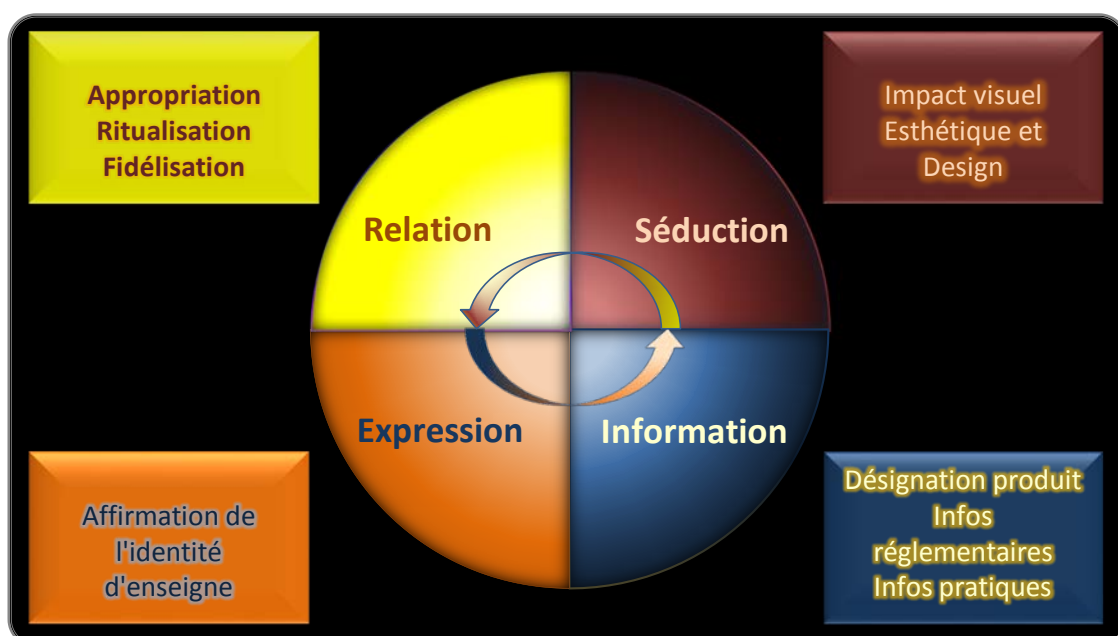 Appropriation
Ritualisation
Fidélisation
Impact visuel
Esthétique et
Design
Relation
Séduction
Expression
Information
Affirmation de
l'identité
d'enseigne
Désignation produit
Infos
réglementaires
Infos pratiques